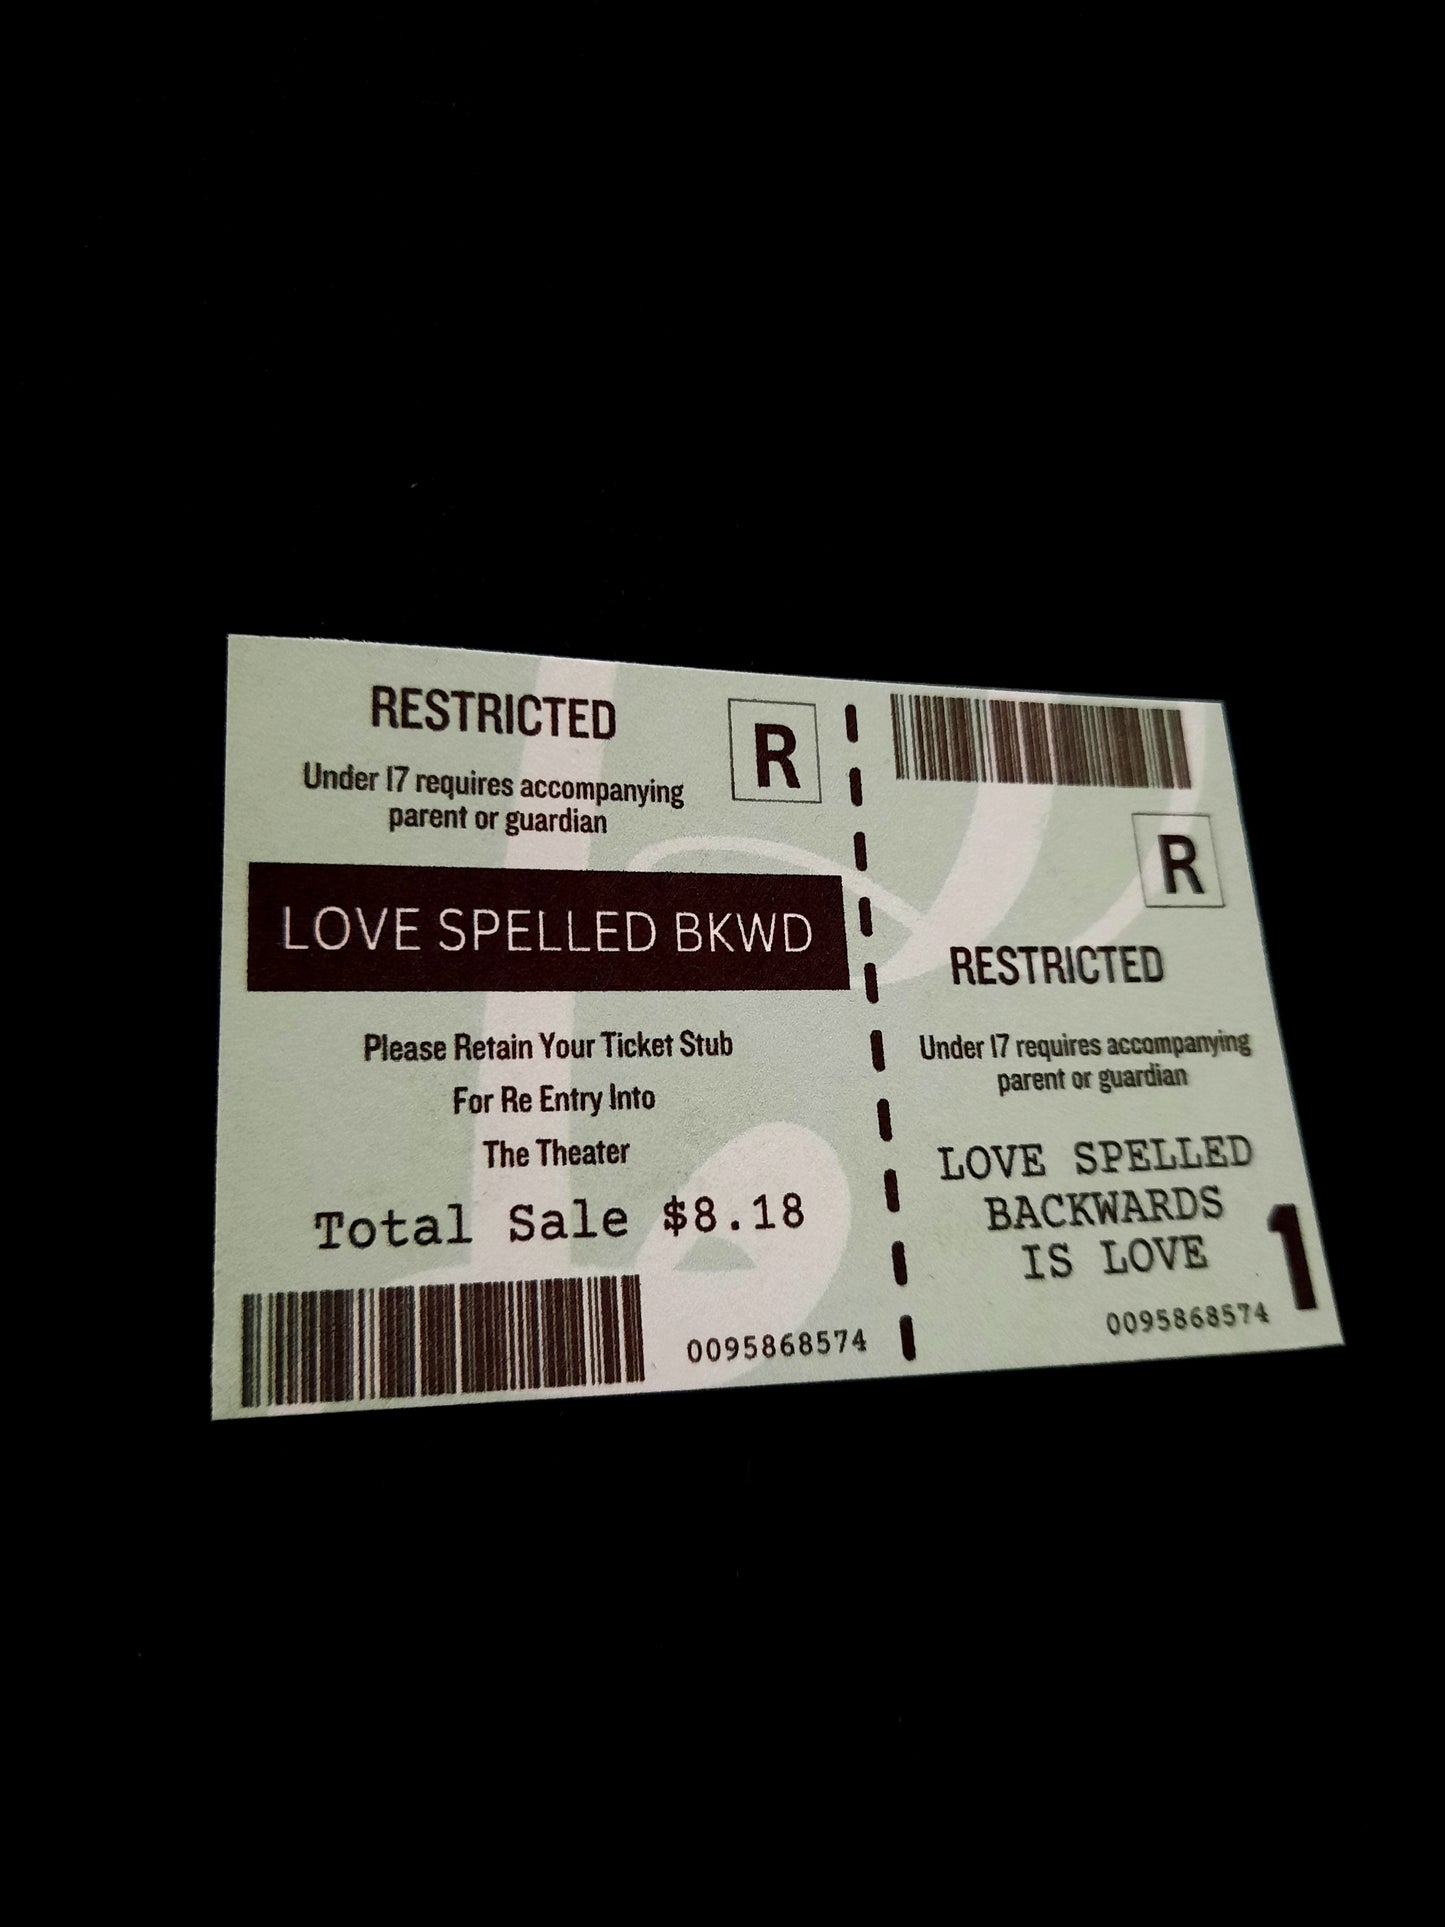 RESTRICTED
R
Under 17 requires accompanying
parent or guardian
LOVE SPELLED BKWD
Please Retain Your Ticket Stub
For Re Entry Into
The Theater
Total Sale $8.18
0095868574
R
RESTRICTED
Under 17 requires accompanying
parent or guardian
LOVE SPELLED
BACKWARDS
IS LOVE
1
0095868574